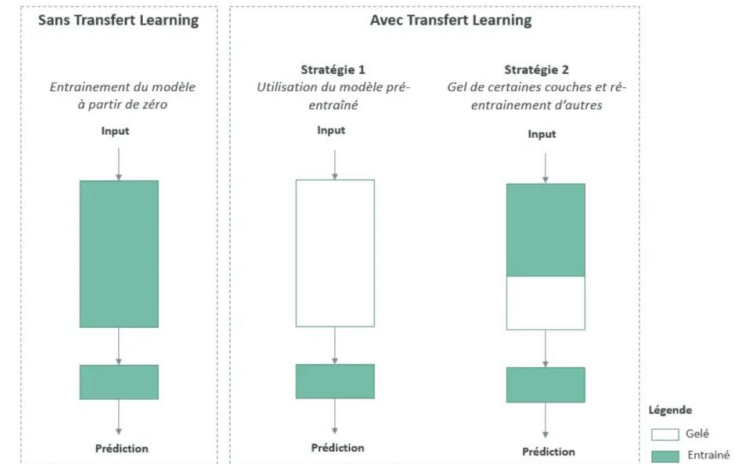 Sans Transfert Learning
Entrainement du modèle
à partir de zéro
Input
Prédiction
Avec Transfert Learning
Stratégie 1
Utilisation du modèle pré-
entraîné
Input
Prédiction
Stratégie 2
Gel de certaines couches et ré-
entrainement d'autres
Input
Prédiction
Légende
Gelé
Entrainé